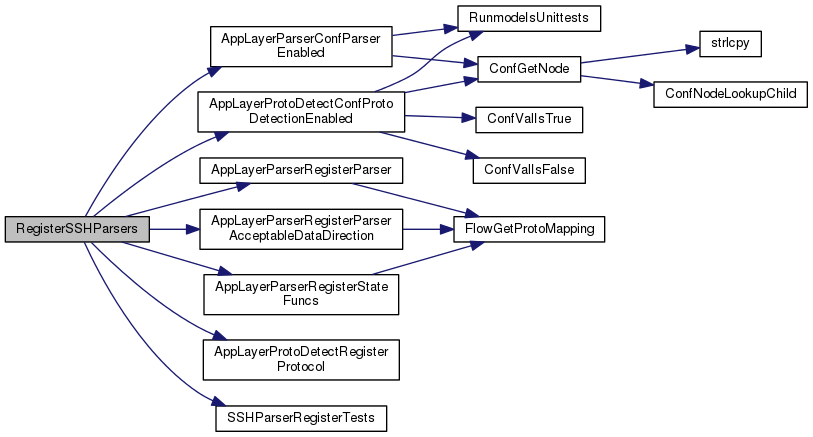 RegisterSSHParsers
AppLayerParserConfParser
Enabled
AppLayerProtoDetectConfProto
DetectionEnabled
AppLayerParserRegisterParser
AppLayerParserRegisterParser
AcceptableDataDirection
AppLayerParserRegisterState
Funcs
AppLayerProtoDetectRegister
Protocol
SSHParserRegisterTests
RunmodeIsUnittests
ConfGetNode
ConfValIsTrue
ConfValIsFalse
FlowGetProtoMapping
strlcpy
ConfNodeLookupChild